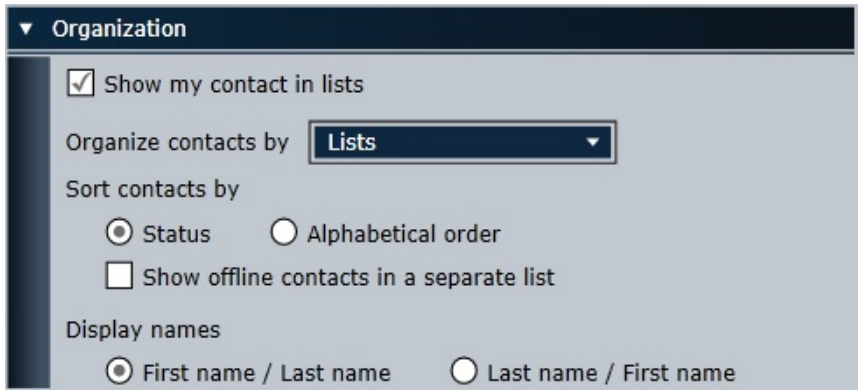 Organization
Show my contact in lists
Organize contacts by Lists
Sort contacts by
Status Alphabetical order
Show offline contacts in a separate list
Display names
First name / Last name Last name / First name